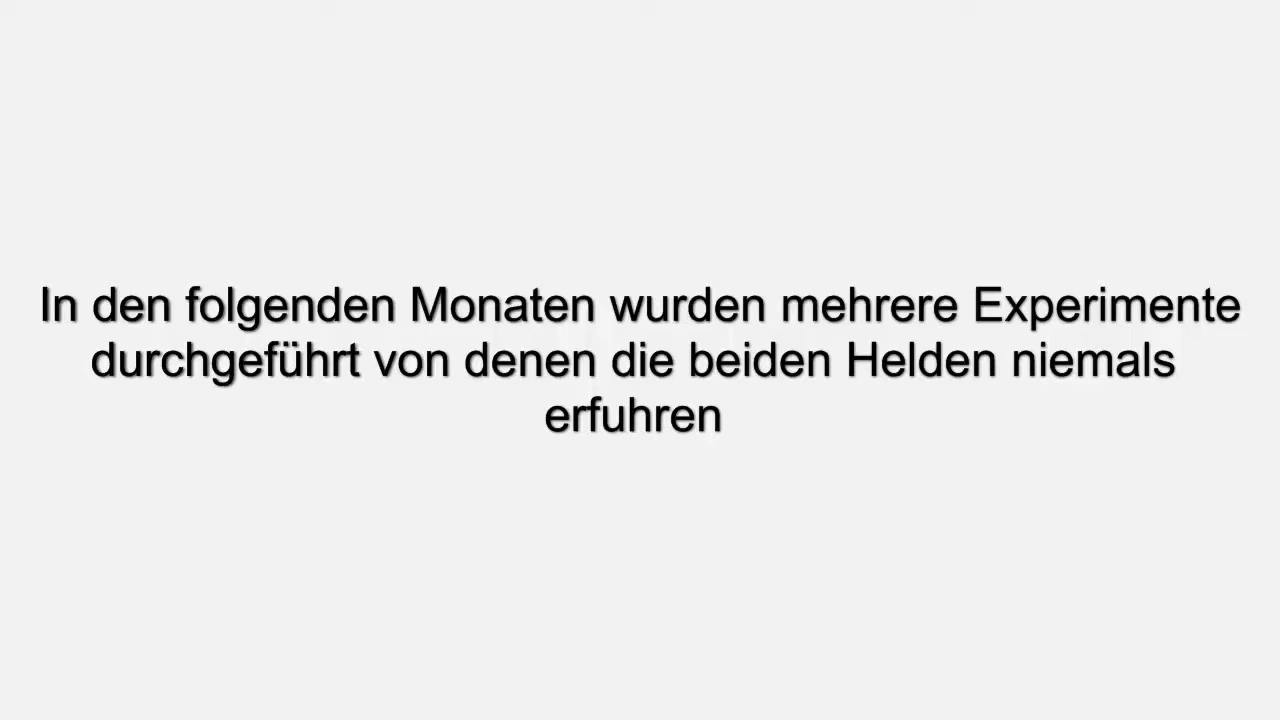 In den folgenden Monaten wurden mehrere Experimente
durchgeführt von denen die beiden Helden niemals
erfuhren